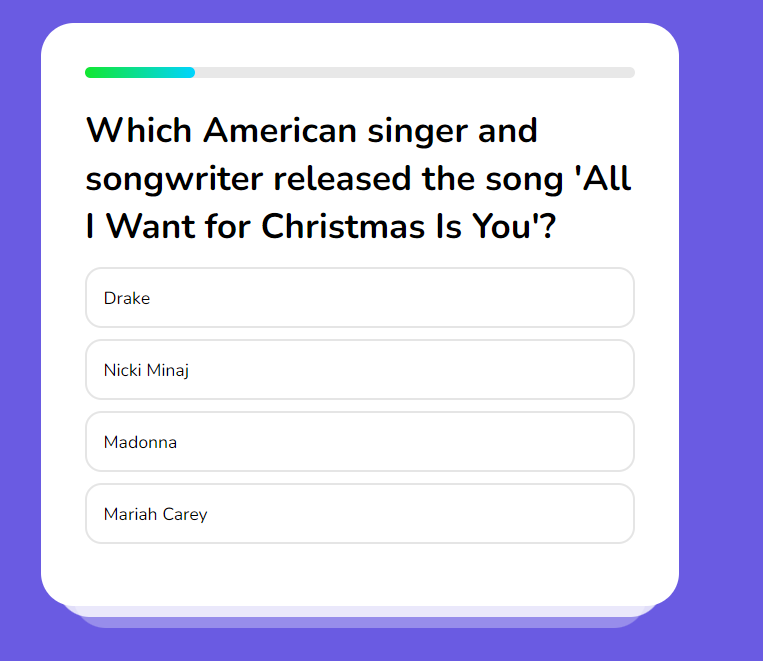 Which American singer and
songwriter released the song 'All
I Want for Christmas Is You'?
Drake
Nicki Minaj
Madonna
Mariah Carey